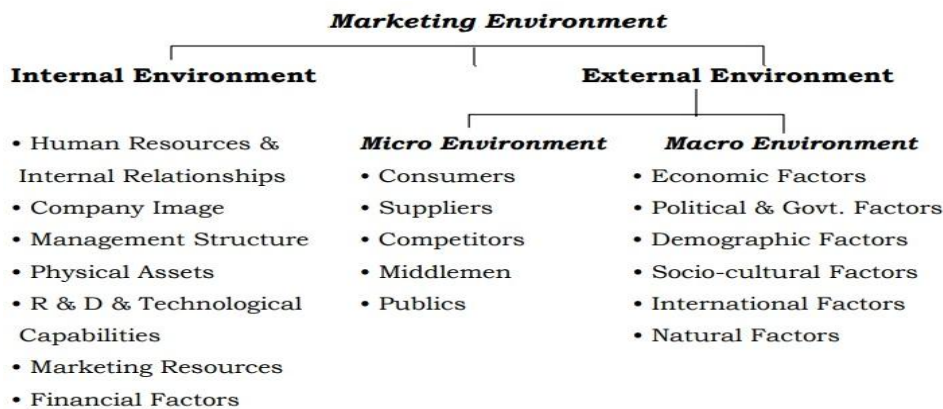 Marketing Environment
Internal Environment
External Environment
• Human Resources &
Internal Relationships
• Company Image
• Management Structure
• Physical Assets
• R & D & Technological
Capabilities
• Marketing Resources
• Financial Factors
Micro Environment
• Consumers
• Suppliers
• Competitors
• Middlemen
• Publics
Macro Environment
• Economic Factors
• Political & Govt. Factors
• Demographic Factors
• Socio-cultural Factors
• International Factors
• Natural Factors